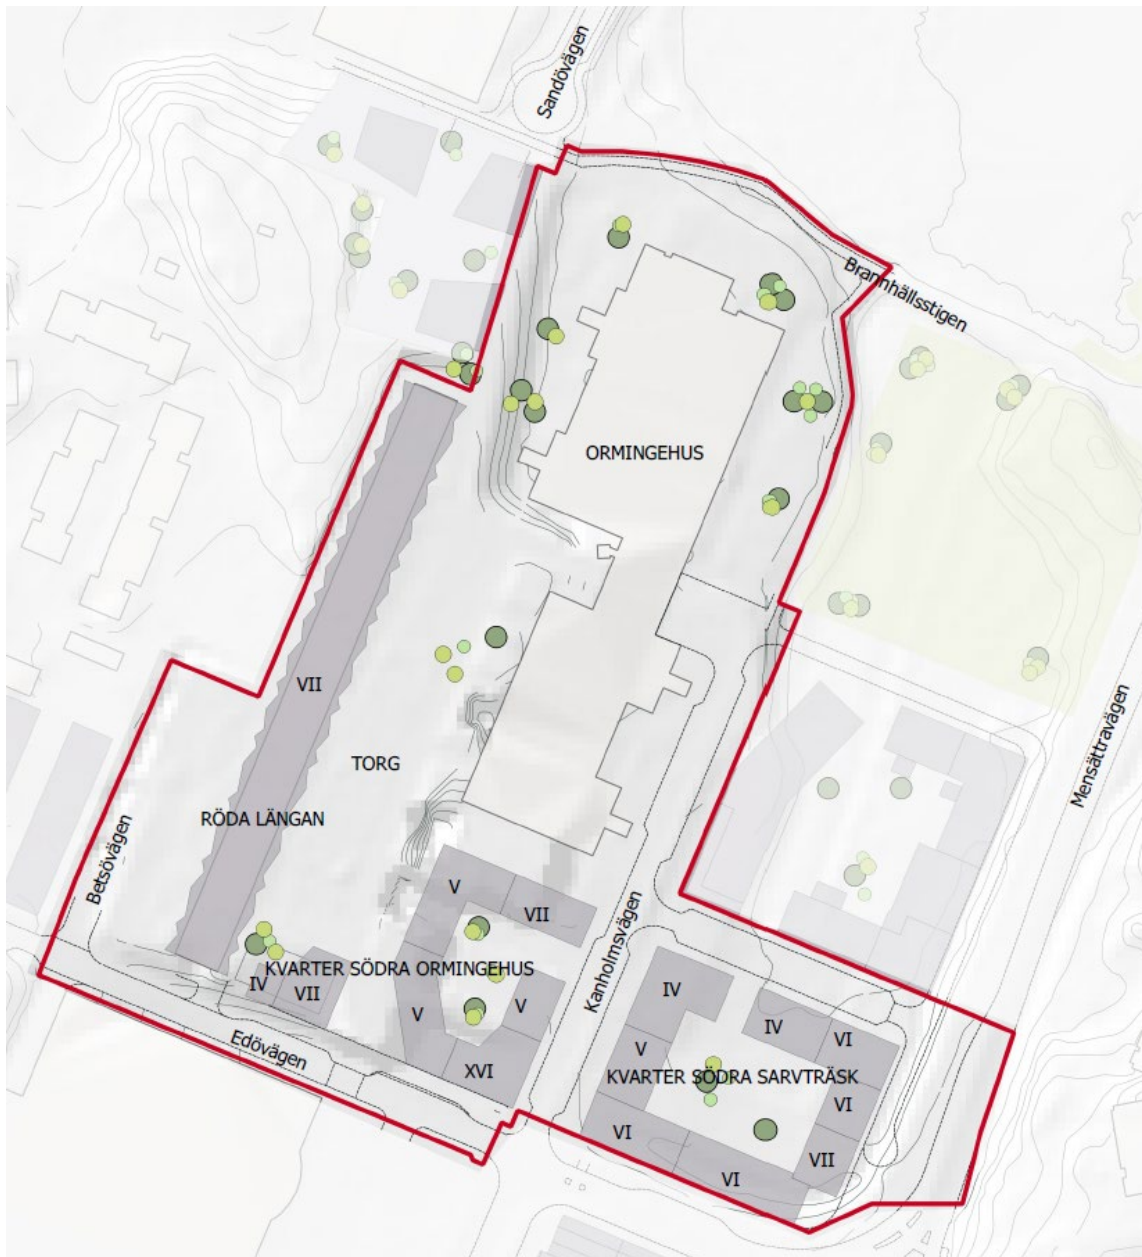 Sandövägen
Brannhällsstigen
ORMINGEHUS
VII
TORG
Mensättravägen
RÖDA LÄNGAN
Betsövägen
V
VII
Kanholmsvägen
KVARTER SÖDRA ORMINGEHUS
IV
VII
V
V
IV
IV
VI
Edövägen
V
XVI
KVARTER SÖDRA SARVTRÄSK
VI
VI
VII
VI